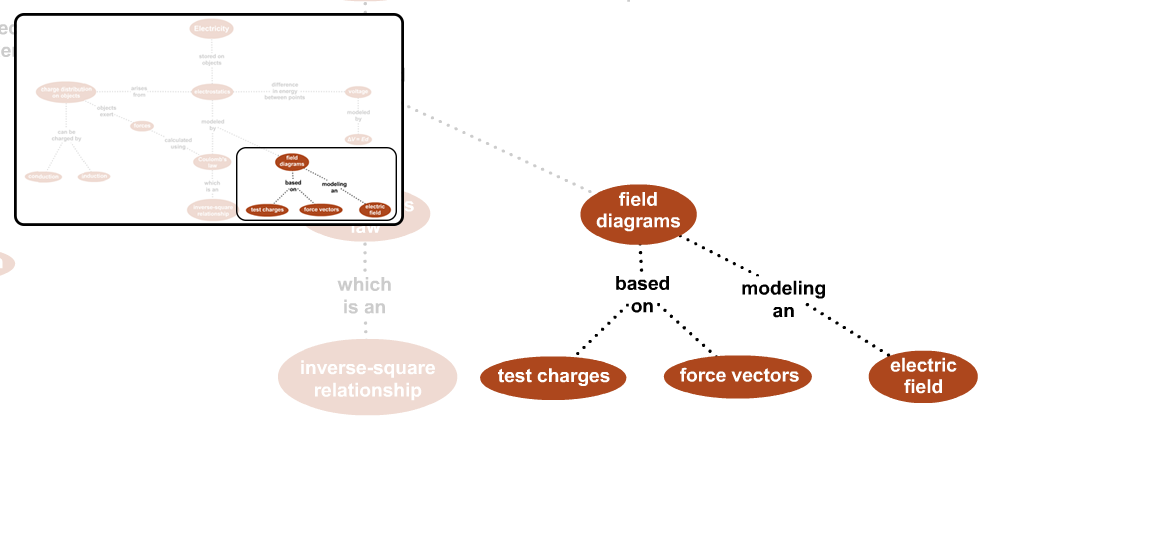 Electricity
stored on
objects
charge distribution
on objects
arises
from
electrostatics
difference
in energy
between points
voltage
objects
exert
forces
modeled
by
modeled
by
can be
charged by
calculated
using
Coulomb's
law
conduction
induction
which
is an
inverse-square
relationship
field
diagrams
based
on
modeling
an
test charges
force vectors
electric
field
s
law
which
is an
inverse-square
relationship
field
diagrams
based
on
modeling
an
test charges
force vectors
electric
field